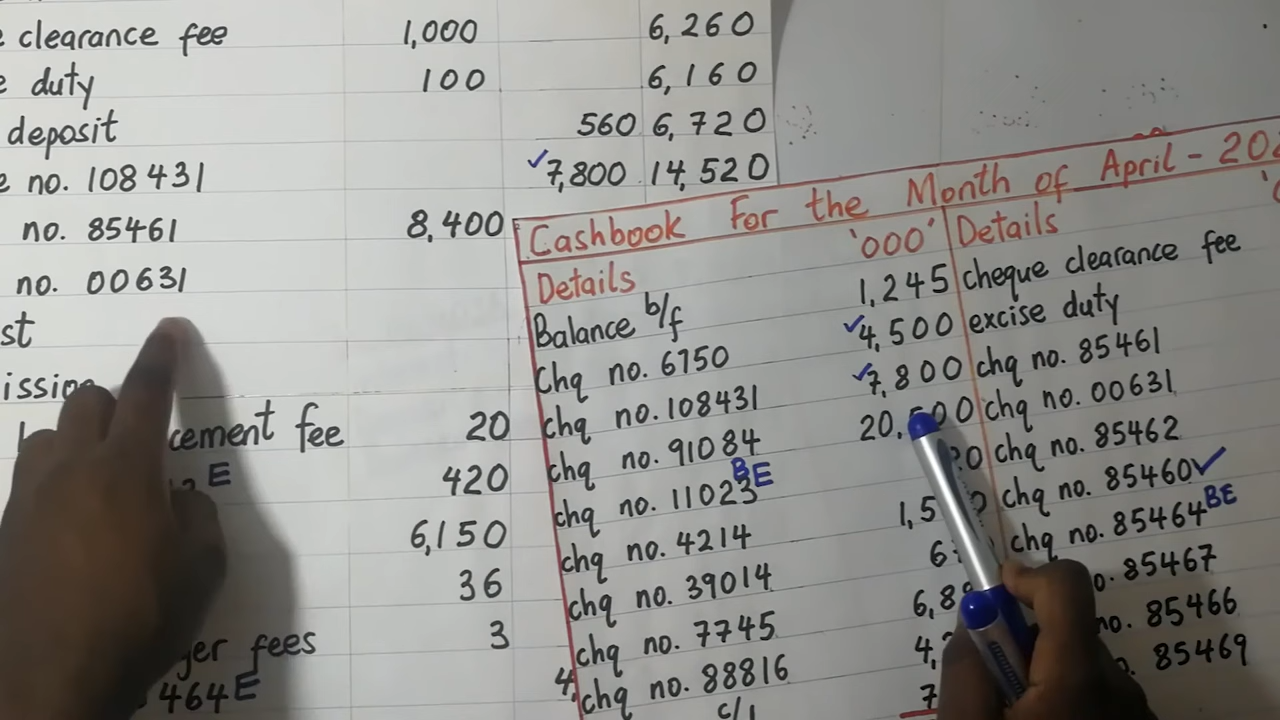 clearance fee 1,000 6,260
duty 100 6,160
deposit 560 6,720
no. 108431 ✓7,800 14,520
no. 85461 8,400
no. 00631
fee 20
E 420
6,150
36
fees 3
464E
Cashbook For the Month of April -
Details '000' Details
Balance b/f 1,245 cheque clearance fee
Chq no. 6750 ✓4,500 excise duty
chq no. 108431 ✓7,800 chq no. 85461
chq no. 91084 chq no. 00631
chq no. 11023 BE chq no. 85462
chq no. 4214 chq no. 85460✓
chq no. 39014 chq no. 85464 BE
chq no. 7745 no. 85467
chq no. 88816 no. 85466
85469